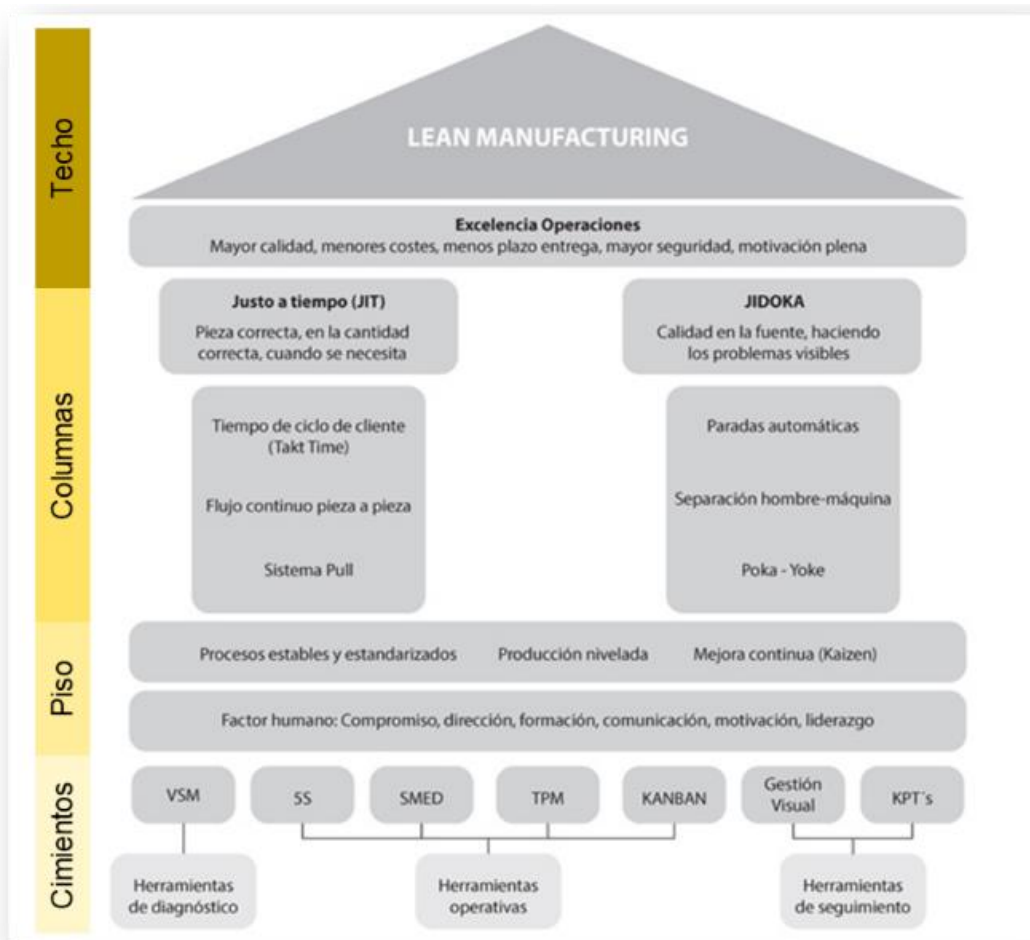 Techo
LEAN MANUFACTURING
Excelencia Operaciones
Mayor calidad, menores costes, menos plazo entrega, mayor seguridad, motivación plena
Columnas
Justo a tiempo (JIT)
Pieza correcta, en la cantidad
correcta, cuando se necesita
JIDOKA
Calidad en la fuente, haciendo
los problemas visibles
Tiempo de ciclo de cliente
(Takt Time)
Flujo continuo pieza a pieza
Sistema Pull
Paradas automáticas
Separación hombre-máquina
Poka - Yoke
Piso
Procesos estables y estandarizados
Producción nivelada
Mejora continua (Kaizen)
Factor humano: Compromiso, dirección, formación, comunicación, motivación, liderazgo
Cimientos
VSM
5S
SMED
TPM
KANBAN
Gestión
Visual
KPT´s
Herramientas
de diagnóstico
Herramientas
operativas
Herramientas
de seguimiento